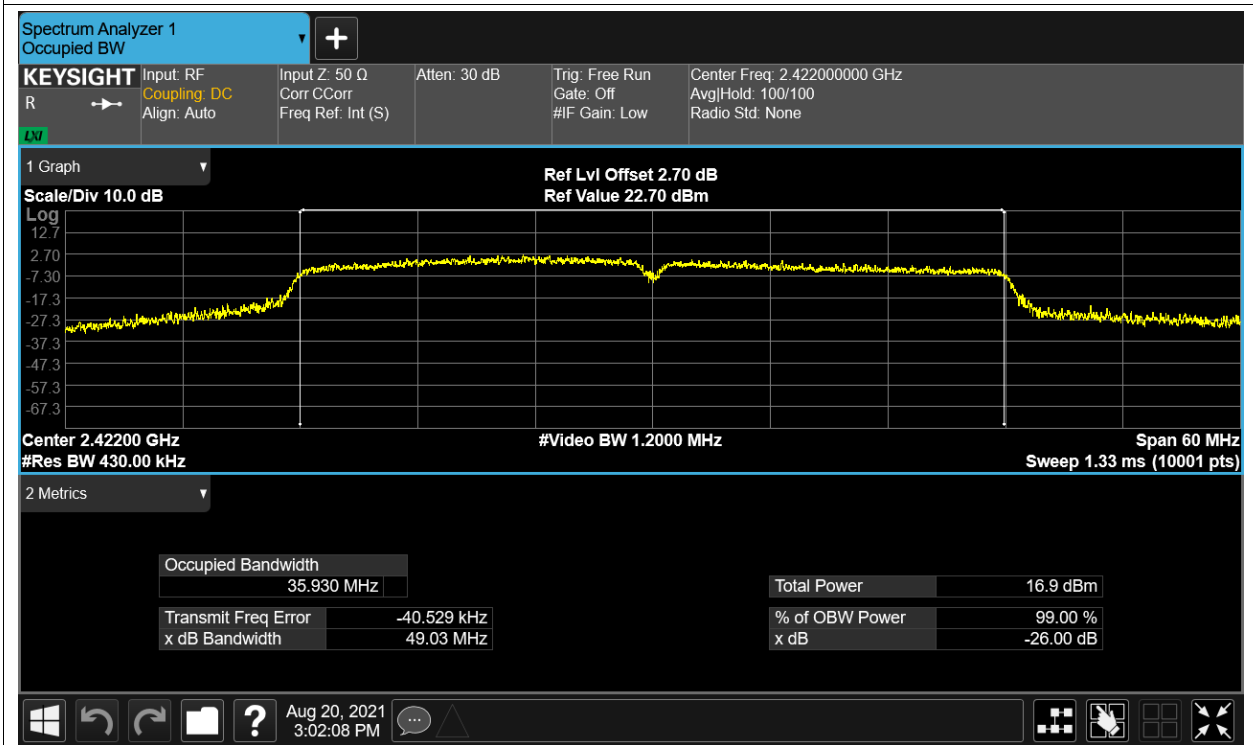 Spectrum Analyzer 1
Occupied BW
KEYSIGHT Input: RF Input Z: 50 Ω Atten: 30 dB Trig: Free Run Center Freq: 2.422000000 GHz
R Coupling: DC Corr CCorr Gate: Off Avg|Hold: 100/100
Align: Auto Freq Ref: Int (S) #IF Gain: Low Radio Std: None
LXI
1 Graph
Ref Lvl Offset 2.70 dB
Scale/Div 10.0 dB Ref Value 22.70 dBm
Log
12.7
2.70
-7.30
-17.3
-27.3
-37.3
-47.3
-57.3
-67.3
Center 2.42200 GHz #Video BW 1.2000 MHz Span 60 MHz
#Res BW 430.00 kHz Sweep 1.33 ms (10001 pts)
2 Metrics
Occupied Bandwidth
35.930 MHz Total Power 16.9 dBm
Transmit Freq Error -40.529 kHz % of OBW Power 99.00 %
x dB Bandwidth 49.03 MHz x dB -26.00 dB
Aug 20, 2021
3:02:08 PM